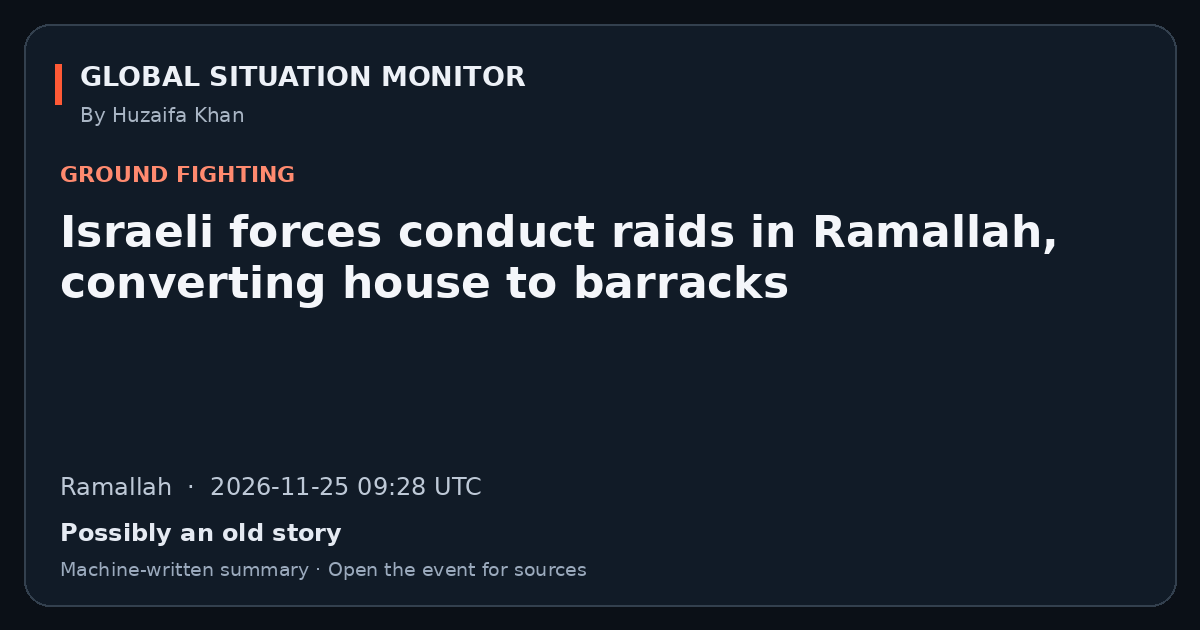 GLOBAL SITUATION MONITOR
By Huzaifa Khan
GROUND FIGHTING
Israeli forces conduct raids in Ramallah,
converting house to barracks
Ramallah · 2026-11-25 09:28 UTC
Possibly an old story
Machine-written summary · Open the event for sources